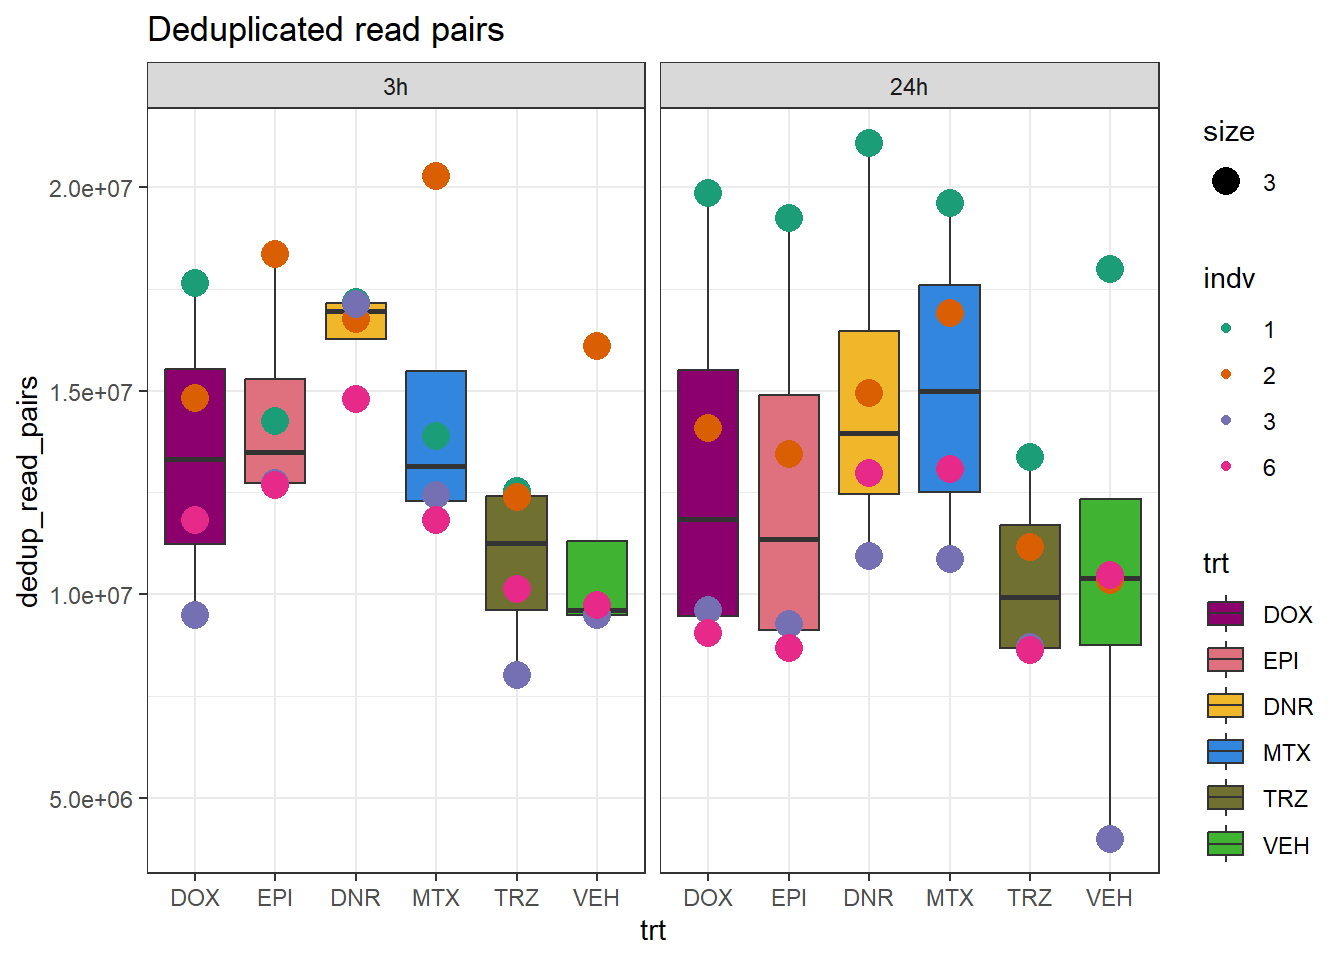 Deduplicated read pairs
3h
24h
dedup_read_pairs
2.0e+07
1.5e+07
1.0e+07
5.0e+06
DOX EPI DNR MTX TRZ VEH
DOX EPI DNR MTX TRZ VEH
trt
size
3
indv
1
2
3
6
trt
DOX
EPI
DNR
MTX
TRZ
VEH